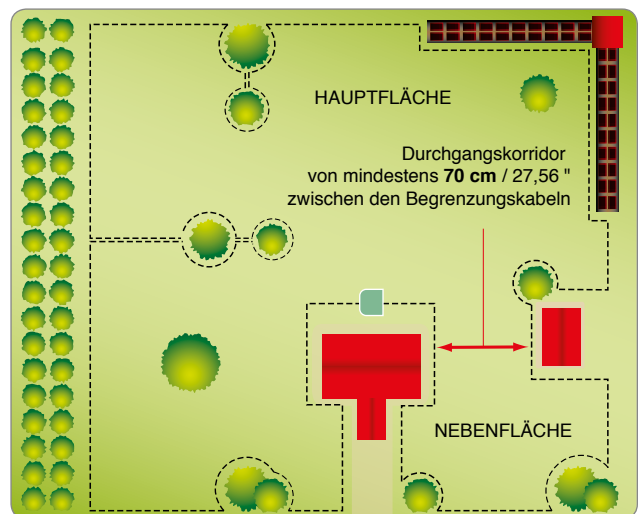 HAUPTFLÄCHE
Durchgangskorridor
von mindestens 70 cm / 27,56 "
zwischen den Begrenzungskabeln
NEBENFLÄCHE